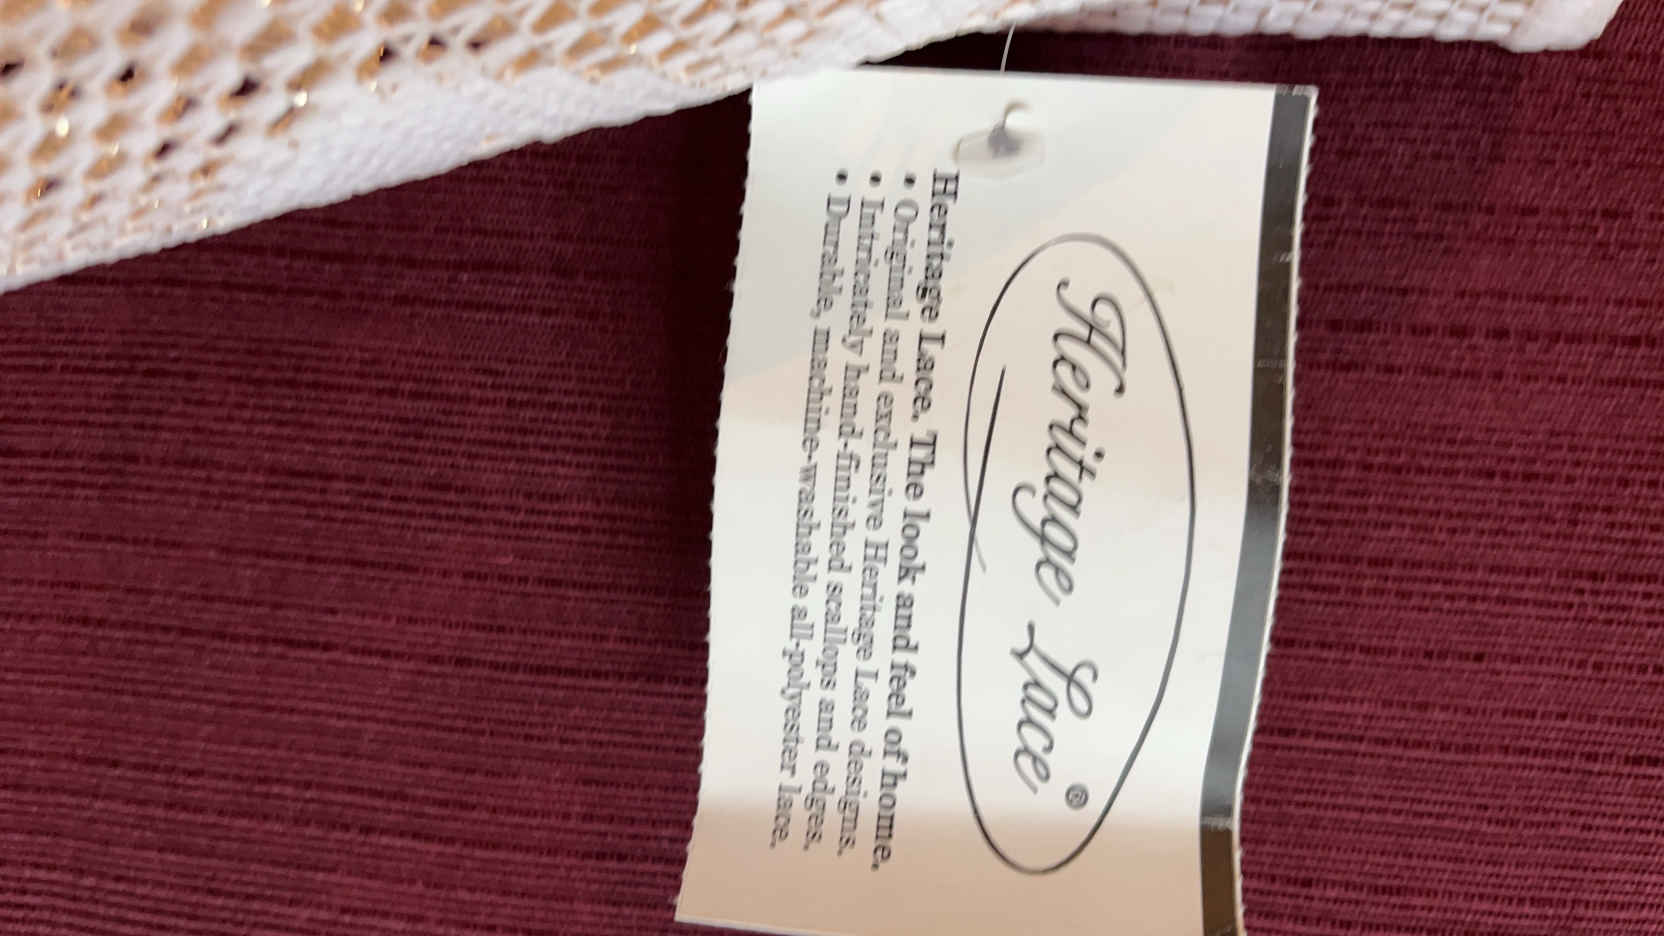 Heritage Lace®
Heritage Lace. The look and feel of home.
• Original and exclusive Heritage Lace designs.
• Intricately hand-finished scallops and edges.
• Durable, machine-washable all-polyester lace.